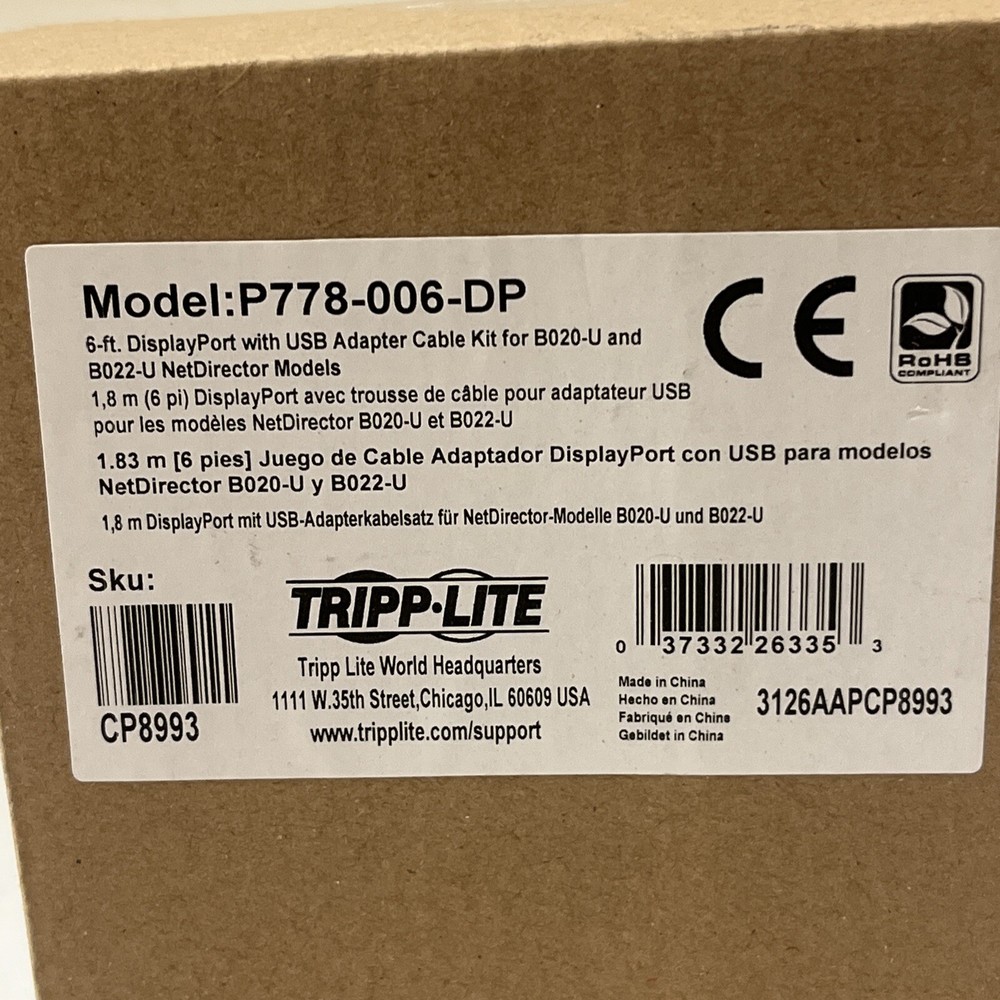 Model:P778-006-DP
6-ft. DisplayPort with USB Adapter Cable Kit for B020-U and
B022-U NetDirector Models
1,8 m (6 pi) DisplayPort avec trousse de câble pour adaptateur USB
pour les modèles NetDirector B020-U et B022-U
1.83 m [6 pies] Juego de Cable Adaptador DisplayPort con USB para modelos
NetDirector B020-U y B022-U
1,8 m DisplayPort mit USB-Adapterkabelsatz für NetDirector-Modelle B020-U und B022-U
CE
RoHS
COMPLIANT
Sku:
CP8993
TRIPP·LITE
Tripp Lite World Headquarters
1111 W.35th Street,Chicago,IL 60609 USA
www.tripplite.com/support
0 37332 26335 3
Made in China
Hecho en China
Fabriqué en Chine
Gebildet in China
3126AAPCP8993